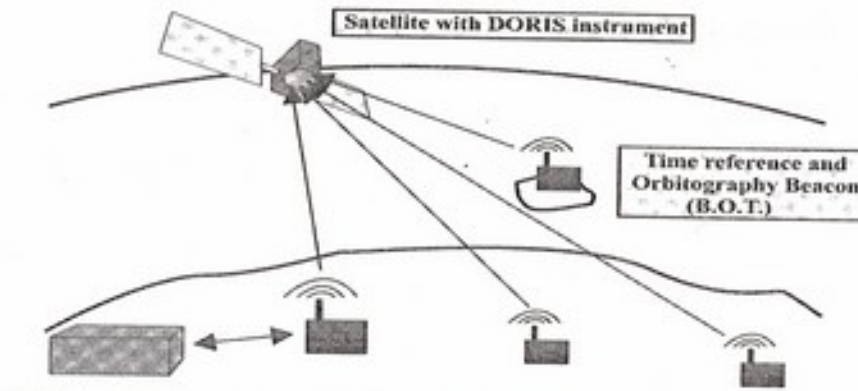 Satellite with DORIS instrument
Time reference and
Orbitography Beacon
(B.O.T.)